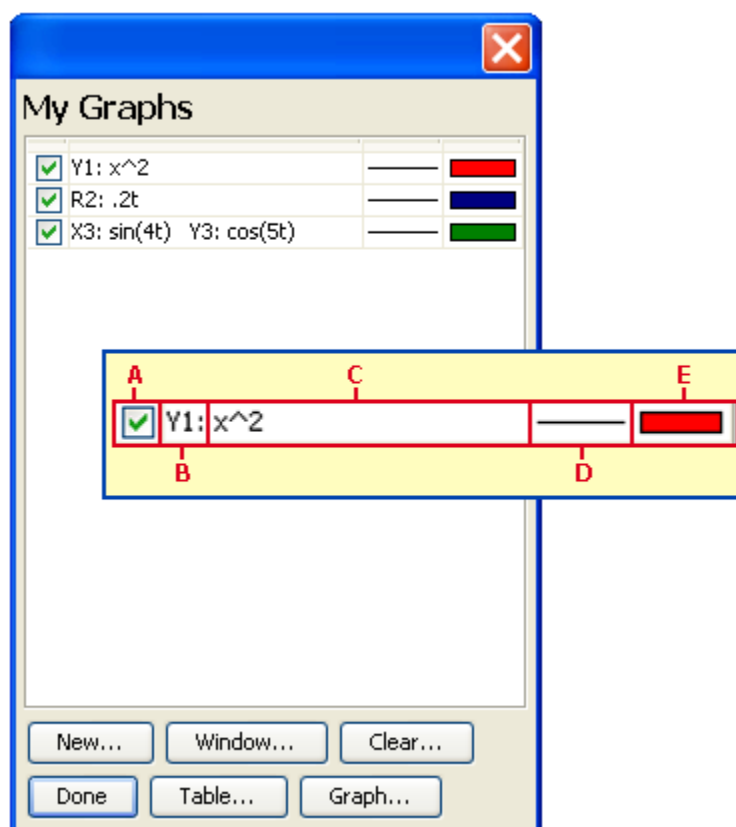 My Graphs
Y1: x^2
R2: .2t
X3: sin(4t) Y3: cos(5t)
A C E
Y1: x^2
B D
New... Window... Clear...
Done Table... Graph...